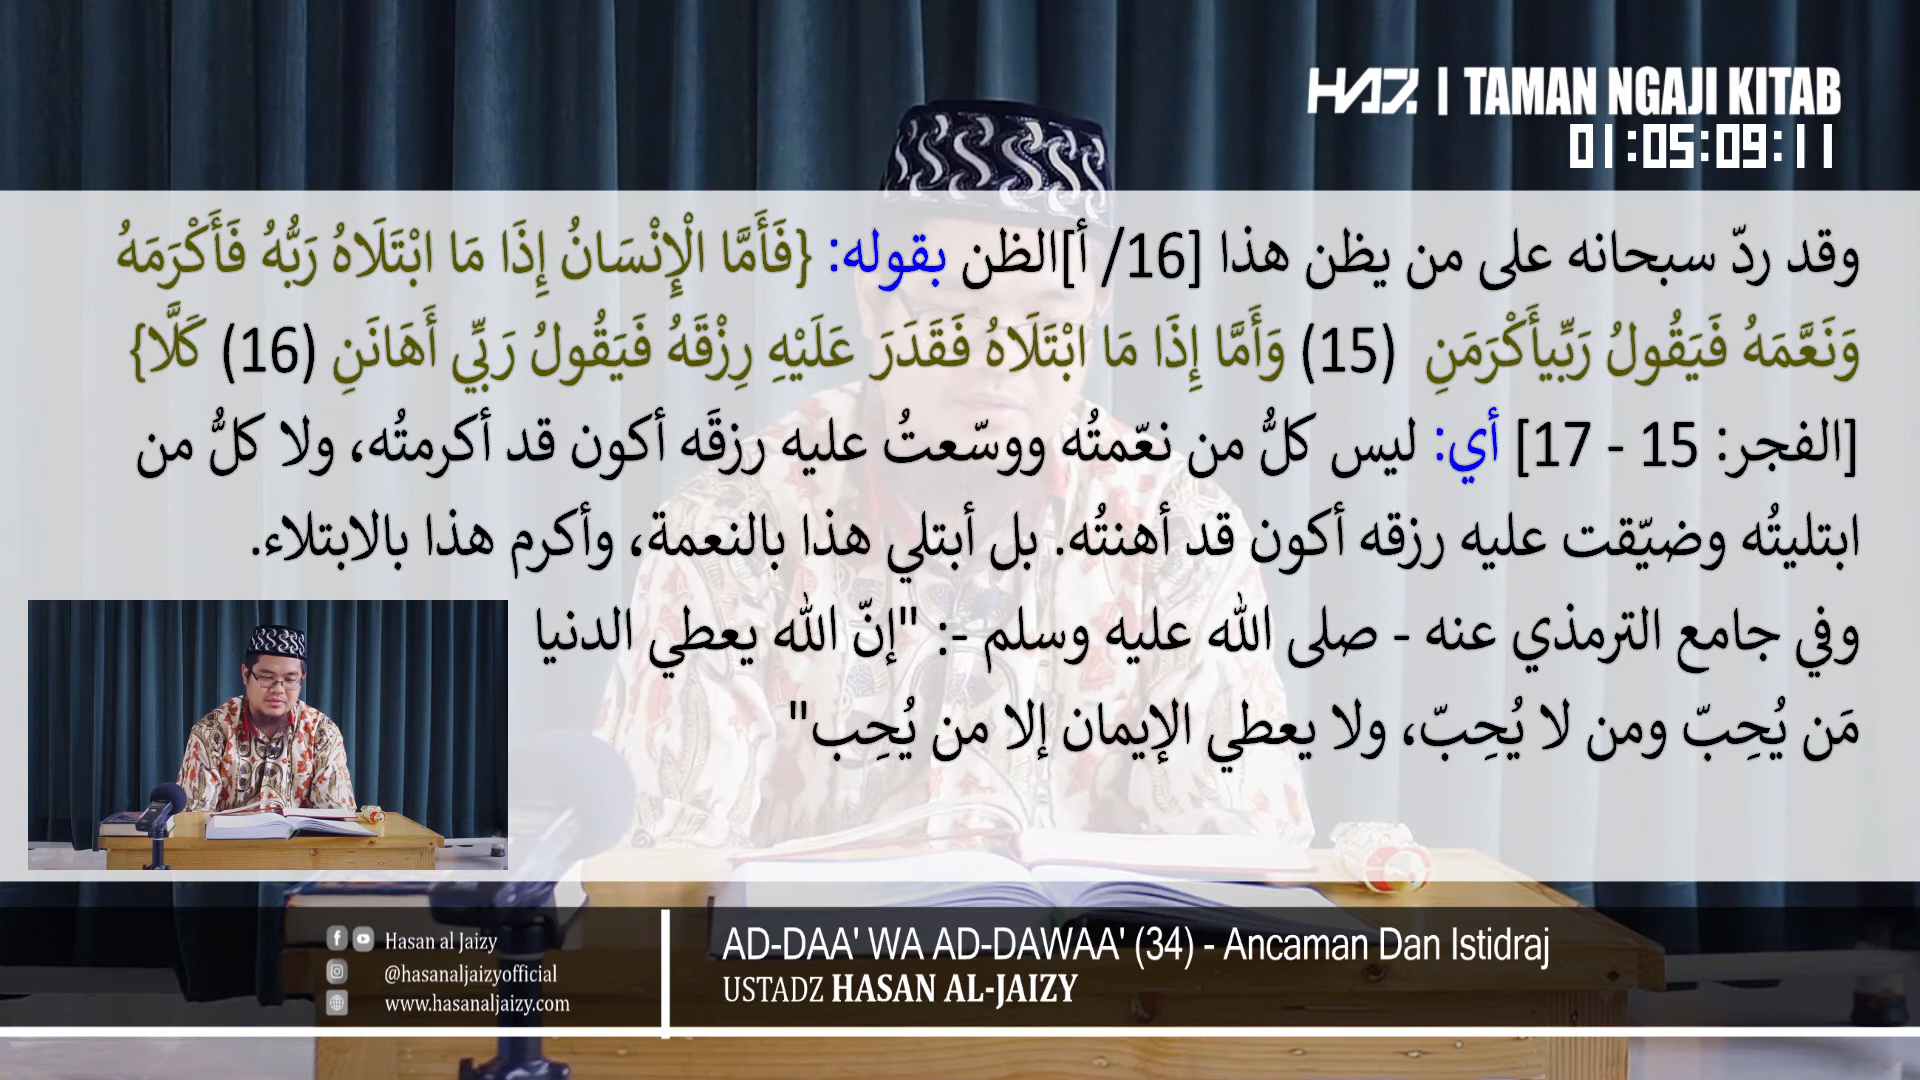 HAZ | TAMAN NGAJI KITAB
01:05:09:11
وقد ردّ سبحانه على من يظن هذا [16/ أ]الظن بقوله: {فَأَمَّا الْإِنْسَانُ إِذَا مَا ابْتَلَاهُ رَبُّهُ فَأَكْرَمَهُ
وَنَعَّمَهُ فَيَقُولُ رَبِّيأَكْرَمَنِ (15) وَأَمَّا إِذَا مَا ابْتَلَاهُ فَقَدَرَ عَلَيْهِ رِزْقَهُ فَيَقُولُ رَبِّي أَهَانَنِ (16) كَلَّا}
[الفجر: 15 - 17] أي: ليس كلُّ من نعّمتُه ووسّعتُ عليه رزقَه أكون قد أكرمتُه، ولا كلُّ من
ابتليتُه وضيّقت عليه رزقه أكون قد أهنتُه. بل أبتلي هذا بالنعمة، وأكرم هذا بالابتلاء.
وفي جامع الترمذي عنه - صلى الله عليه وسلم -: "إنّ الله يعطي الدنيا
مَن يُحِبّ ومن لا يُحِبّ، ولا يعطي الإيمان إلا من يُحِب"
Hasan al Jaizy
@hasanaljaizyofficial
www.hasanaljaizy.com
AD-DAA' WA AD-DAWAA' (34) - Ancaman Dan Istidraj
USTADZ HASAN AL-JAIZY